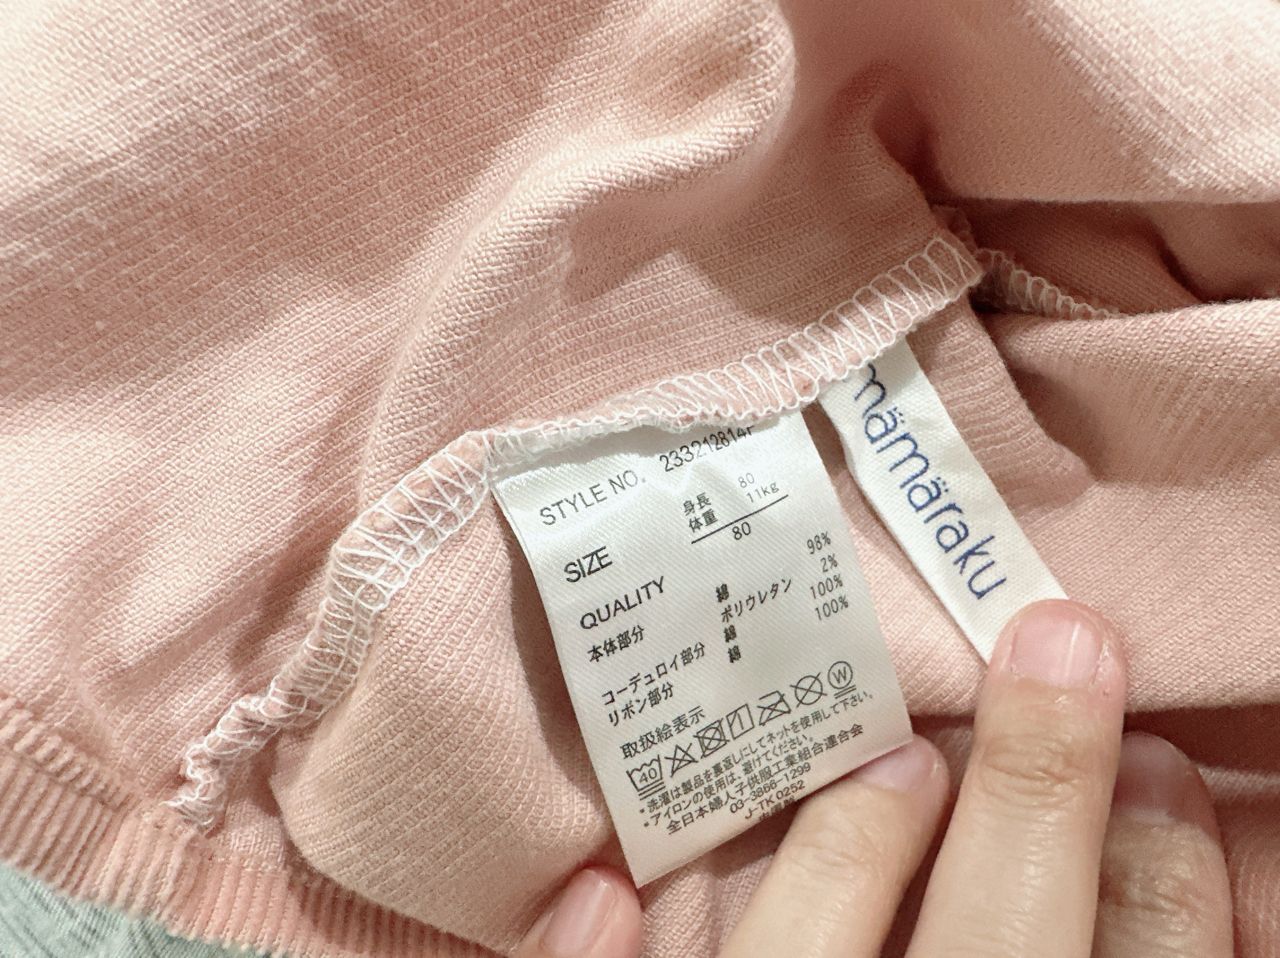 STYLE NO. 233212814F
SIZE 身長 80
体重 11kg
80
QUALITY
本体部分 綿 98%
ポリウレタン 2%
コーデュロイ部分 綿 100%
リボン部分 綿 100%
取扱絵表示
40 W
*洗濯は製品を裏返しにしてネットを使用して下さい。
*アイロンの使用は、避けてください。
全日本婦人子供服工業組合連合会
03-3866-1299
J-TK 0252
mämäraku